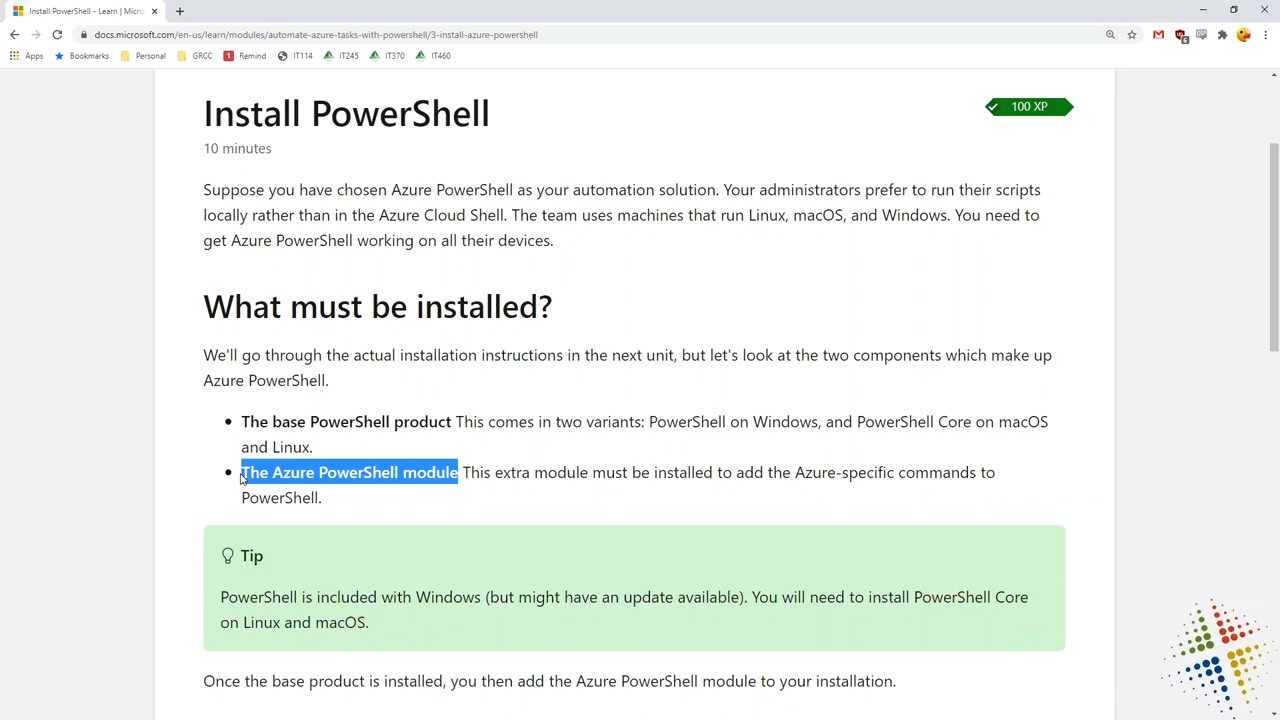 Install PowerShell - Learn | Micro
docs.microsoft.com/en-us/learn/modules/automate-azure-tasks-with-powershell/3-install-azure-powershell
Apps Bookmarks Personal GRCC 1 Remind IT114 IT245 IT370 IT460
Install PowerShell
100 XP
10 minutes
Suppose you have chosen Azure PowerShell as your automation solution. Your administrators prefer to run their scripts
locally rather than in the Azure Cloud Shell. The team uses machines that run Linux, macOS, and Windows. You need to
get Azure PowerShell working on all their devices.
What must be installed?
We'll go through the actual installation instructions in the next unit, but let's look at the two components which make up
Azure PowerShell.
The base PowerShell product This comes in two variants: PowerShell on Windows, and PowerShell Core on macOS
and Linux.
The Azure PowerShell module This extra module must be installed to add the Azure-specific commands to
PowerShell.
Tip
PowerShell is included with Windows (but might have an update available). You will need to install PowerShell Core
on Linux and macOS.
Once the base product is installed, you then add the Azure PowerShell module to your installation.